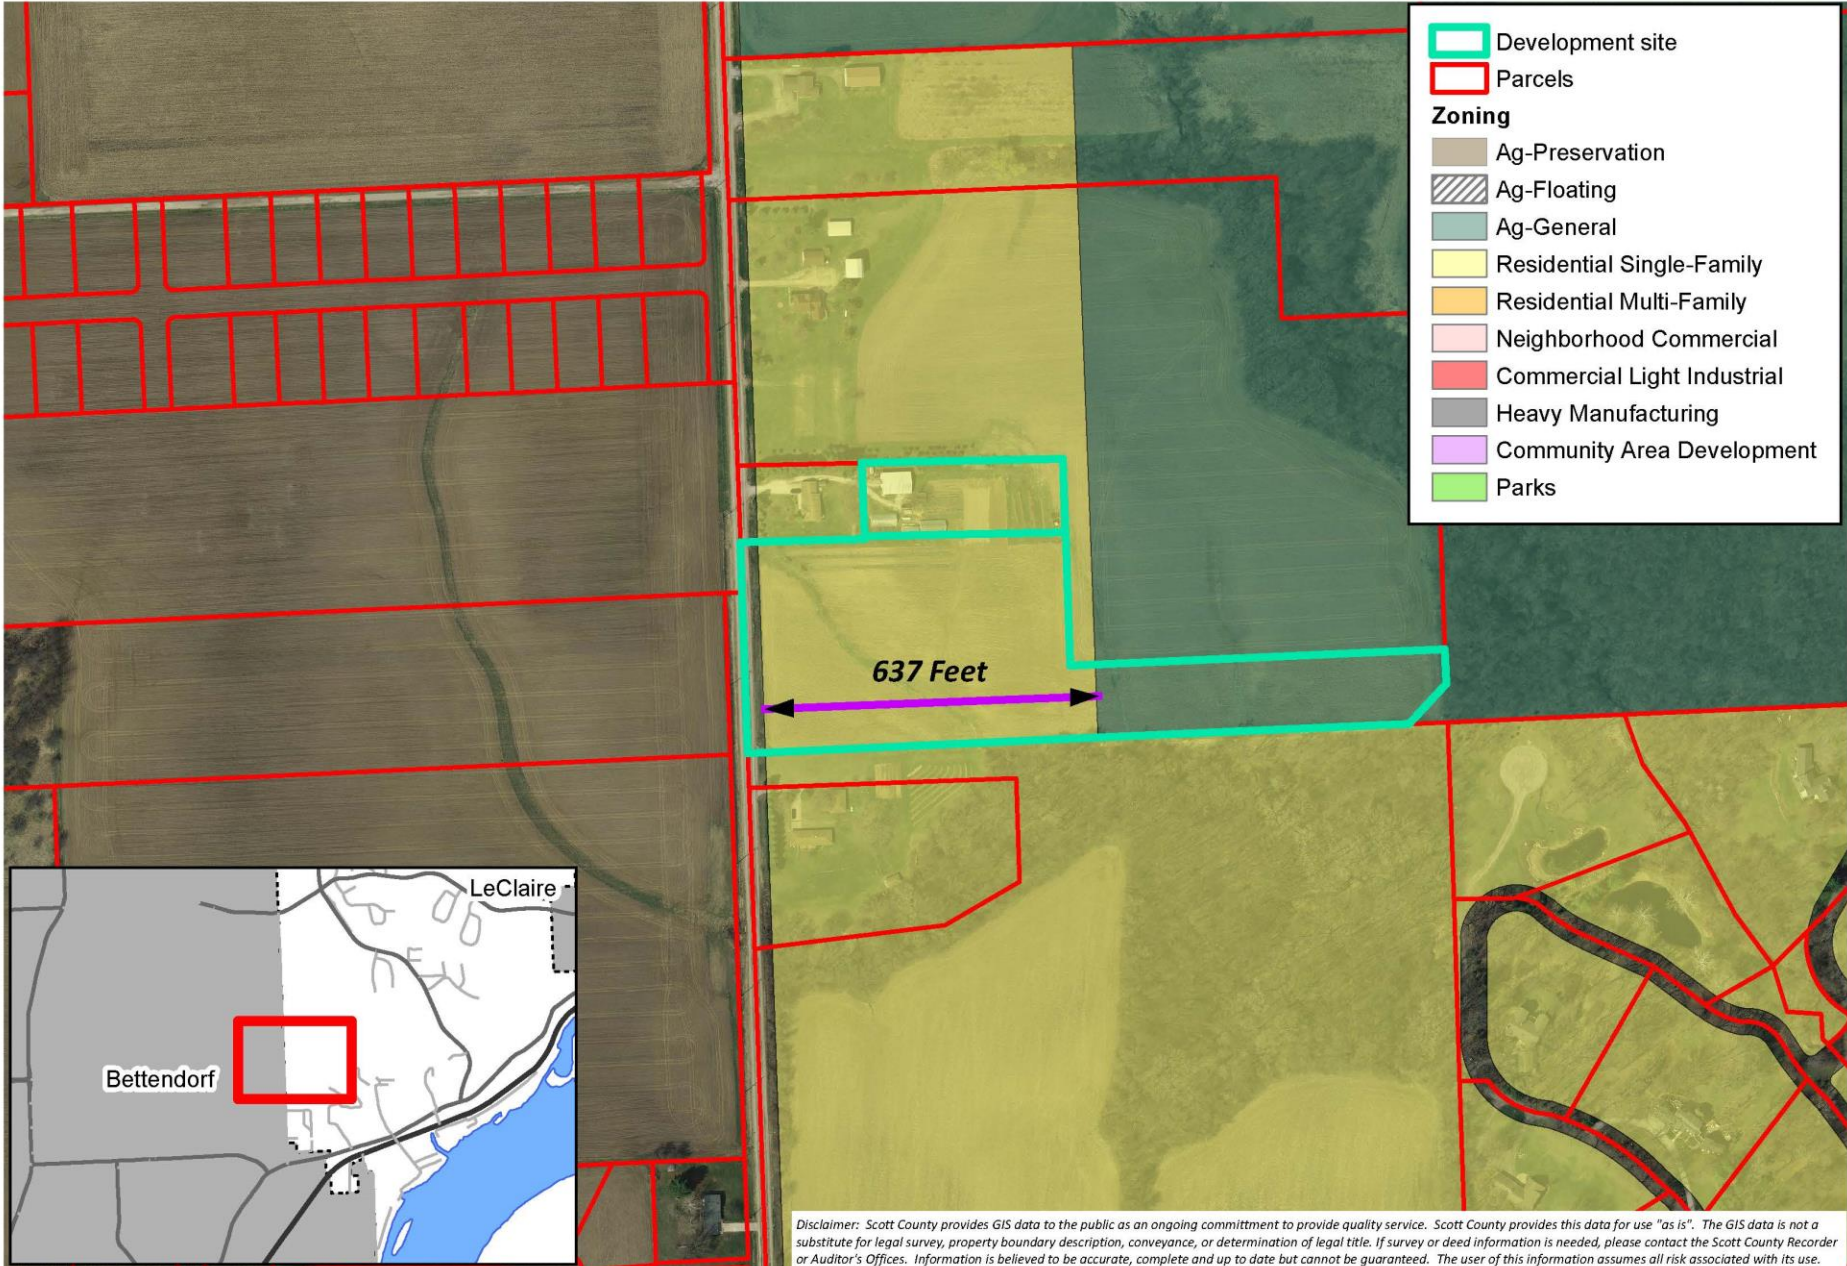 Development site
Parcels
Zoning
Ag-Preservation
Ag-Floating
Ag-General
Residential Single-Family
Residential Multi-Family
Neighborhood Commercial
Commercial Light Industrial
Heavy Manufacturing
Community Area Development
Parks
637 Feet
LeClaire
Bettendorf
Disclaimer: Scott County provides GIS data to the public as an ongoing committment to provide quality service. Scott County provides this data for use "as is". The GIS data is not a
substitute for legal survey, property boundary description, conveyance, or determination of legal title. If survey or deed information is needed, please contact the Scott County Recorder
or Auditor's Offices. Information is believed to be accurate, complete and up to date but cannot be guaranteed. The user of this information assumes all risk associated with its use.